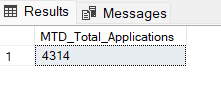 Results Messages
MTD_Total_Applications
1 4314